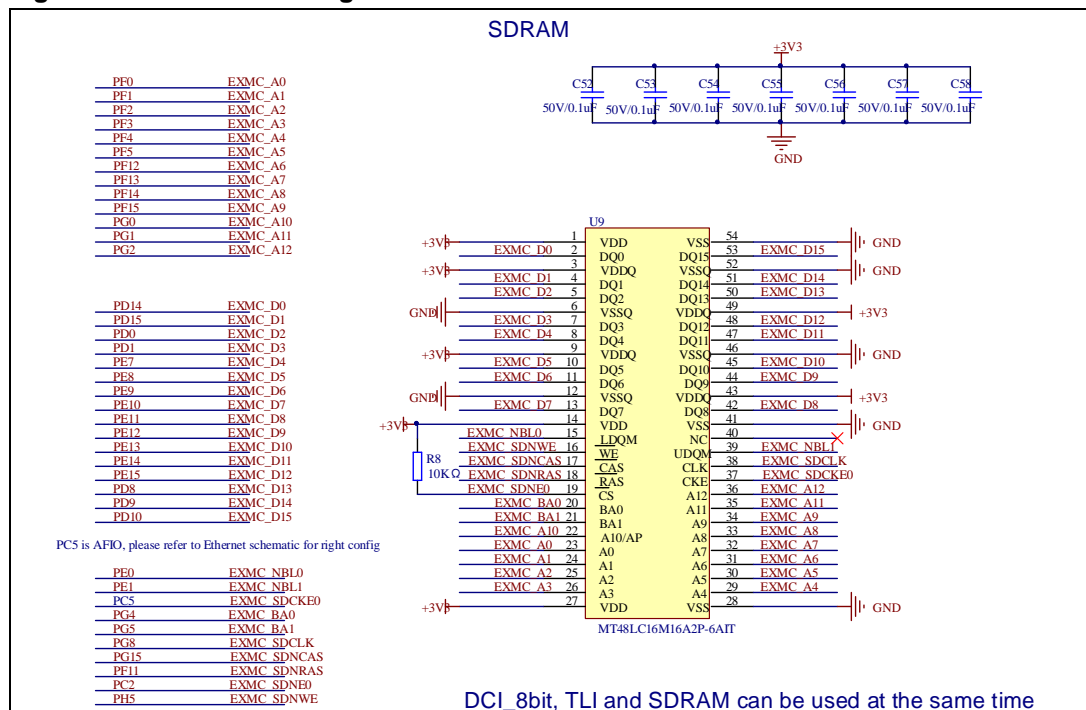 SDRAM
+3V3
C52 C53 C54 C55 C56 C57 C58
50V/0.1uF 50V/0.1uF 50V/0.1uF 50V/0.1uF 50V/0.1uF 50V/0.1uF 50V/0.1uF
GND
PF0 EXMC_A0
PF1 EXMC_A1
PF2 EXMC_A2
PF3 EXMC_A3
PF4 EXMC_A4
PF5 EXMC_A5
PF12 EXMC_A6
PF13 EXMC_A7
PF14 EXMC_A8
PF15 EXMC_A9
PG0 EXMC_A10
PG1 EXMC_A11
PG2 EXMC_A12
PD14 EXMC_D0
PD15 EXMC_D1
PD0 EXMC_D2
PD1 EXMC_D3
PE7 EXMC_D4
PE8 EXMC_D5
PE9 EXMC_D6
PE10 EXMC_D7
PE11 EXMC_D8
PE12 EXMC_D9
PE13 EXMC_D10
PE14 EXMC_D11
PE15 EXMC_D12
PD8 EXMC_D13
PD9 EXMC_D14
PD10 EXMC_D15
PC5 is AFIO, please refer to Ethernet schematic for right config
PE0 EXMC_NBL0
PE1 EXMC_NBL1
PC5 EXMC_SDCKE0
PG4 EXMC_BA0
PG5 EXMC_BA1
PG8 EXMC_SDCLK
PG15 EXMC_SDNCAS
PF11 EXMC_SDNRAS
PC2 EXMC_SDNE0
PH5 EXMC_SDNWE
U9
+3V3 1 VDD VSS 54 GND
EXMC_D0 2 DQ0 DQ15 53 EXMC_D15
+3V3 3 VDDQ VSSQ 52 GND
EXMC_D1 4 DQ1 DQ14 51 EXMC_D14
EXMC_D2 5 DQ2 DQ13 50 EXMC_D13
GND 6 VSSQ VDDQ 49 +3V3
EXMC_D3 7 DQ3 DQ12 48 EXMC_D12
EXMC_D4 8 DQ4 DQ11 47 EXMC_D11
+3V3 9 VDDQ VSSQ 46 GND
EXMC_D5 10 DQ5 DQ10 45 EXMC_D10
EXMC_D6 11 DQ6 DQ9 44 EXMC_D9
GND 12 VSSQ VDDQ 43 +3V3
EXMC_D7 13 DQ7 DQ8 42 EXMC_D8
+3V3 14 VDD VSS 41 GND
EXMC_NBL0 15 LDQM NC 40
EXMC_SDNWE 16 WE UDQM 39 EXMC_NBL1
EXMC_SDNCAS 17 CAS CLK 38 EXMC_SDCLK
EXMC_SDNRAS 18 RAS CKE 37 EXMC_SDCKE0
EXMC_SDNE0 19 CS A12 36 EXMC_A12
EXMC_BA0 20 BA0 A11 35 EXMC_A11
EXMC_BA1 21 BA1 A9 34 EXMC_A9
EXMC_A10 22 A10/AP A8 33 EXMC_A8
EXMC_A0 23 A0 A7 32 EXMC_A7
EXMC_A1 24 A1 A6 31 EXMC_A6
EXMC_A2 25 A2 A5 30 EXMC_A5
EXMC_A3 26 A3 A4 29 EXMC_A4
+3V3 27 VDD VSS 28 GND
R8
10KΩ
MT48LC16M16A2P-6AIT
DCI_8bit, TLI and SDRAM can be used at the same time